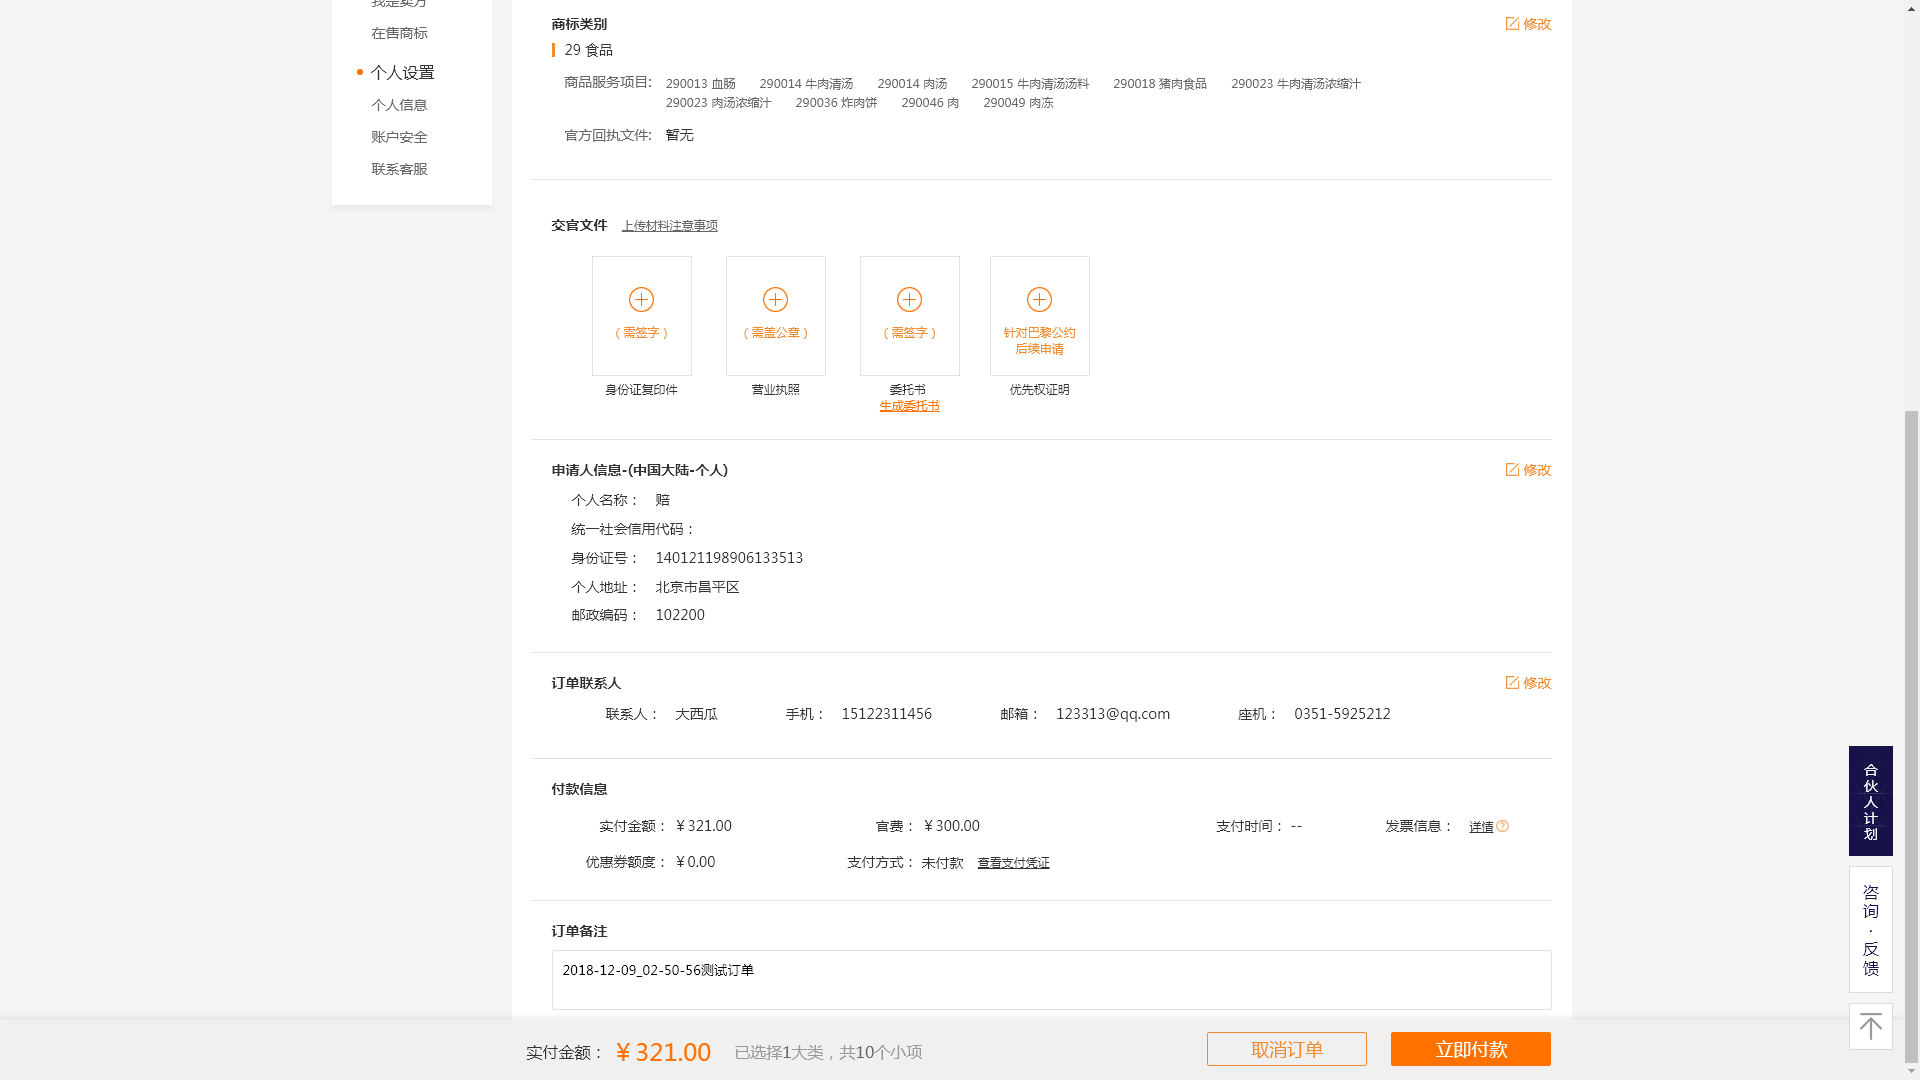 我是卖方
在售商标
个人设置
个人信息
账户安全
联系客服
商标类别
修改
29 食品
商品服务项目: 290013 血肠 290014 牛肉清汤 290014 肉汤 290015 牛肉清汤汤料 290018 猪肉食品 290023 牛肉清汤浓缩汁
290023 肉汤浓缩汁 290036 炸肉饼 290046 肉 290049 肉冻
官方回执文件: 暂无
交官文件 上传材料注意事项
（需签字） （需盖公章） （需签字） 针对巴黎公约
后续申请
身份证复印件 营业执照 委托书 优先权证明
生成委托书
申请人信息-(中国大陆-个人)
修改
个人名称： 赔
统一社会信用代码：
身份证号： 140121198906133513
个人地址： 北京市昌平区
邮政编码： 102200
订单联系人
修改
联系人： 大西瓜 手机： 15122311456 邮箱： 123313@qq.com 座机： 0351-5925212
付款信息
实付金额： ￥321.00 官费： ￥300.00 支付时间： -- 发票信息： 详情?
优惠券额度： ￥0.00 支付方式： 未付款 查看支付凭证
订单备注
2018-12-09_02-50-56测试订单
实付金额： ￥321.00 已选择1大类，共10个小项 取消订单 立即付款
合伙人计划
咨询·反馈